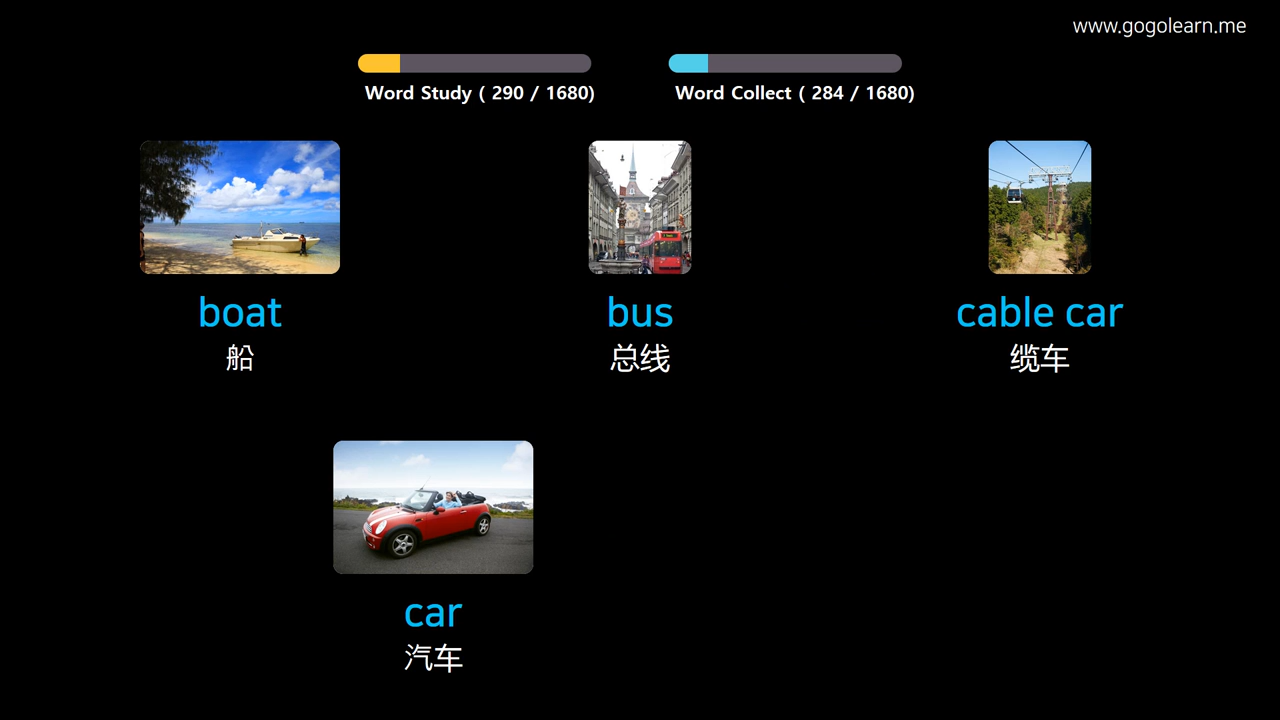 www.gogolearn.me
Word Study ( 290 / 1680)
Word Collect ( 284 / 1680)
boat
船
bus
总线
cable car
缆车
car
汽车